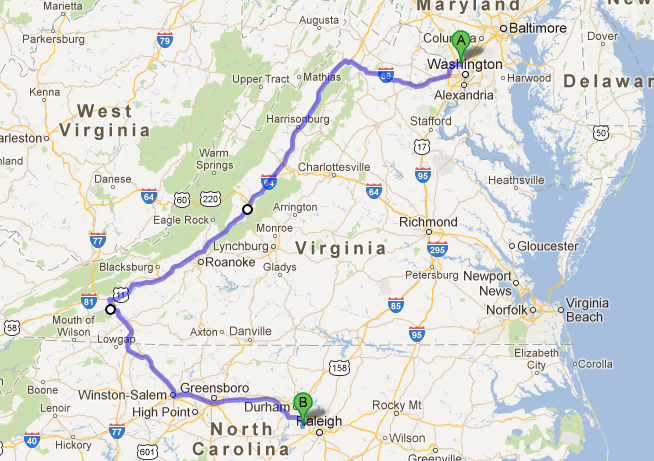 Marietta
Parkersburg
79
Augusta
Maryland
Columbia
Baltimore
Dover
New
A
Washington
Harwood
Alexandria
Delaware
Kenna
Upper Tract
Mathias
West
Virginia
Charleston
Harrisonburg
Stafford
17
50
Warm
Springs
Danese
64
60
220
64
Charlottesville
64
95
Heathsville
Eagle Rock
Arrington
Monroe
Richmond
77
Lynchburg
Virginia
295
Gloucester
Blacksburg
Roanoke
Gladys
Petersburg
Newport
News
81
11
85
Norfolk
Virginia
Beach
58
Mouth of
Wilson
Axton
Danville
95
Lowgap
158
Elizabeth
City
Corolla
Boone
Lenoir
Winston-Salem
Greensboro
B
High Point
Durham
Raleigh
Rocky Mt
Hickory
40
77
601
North
Carolina
Wilson
Greenville